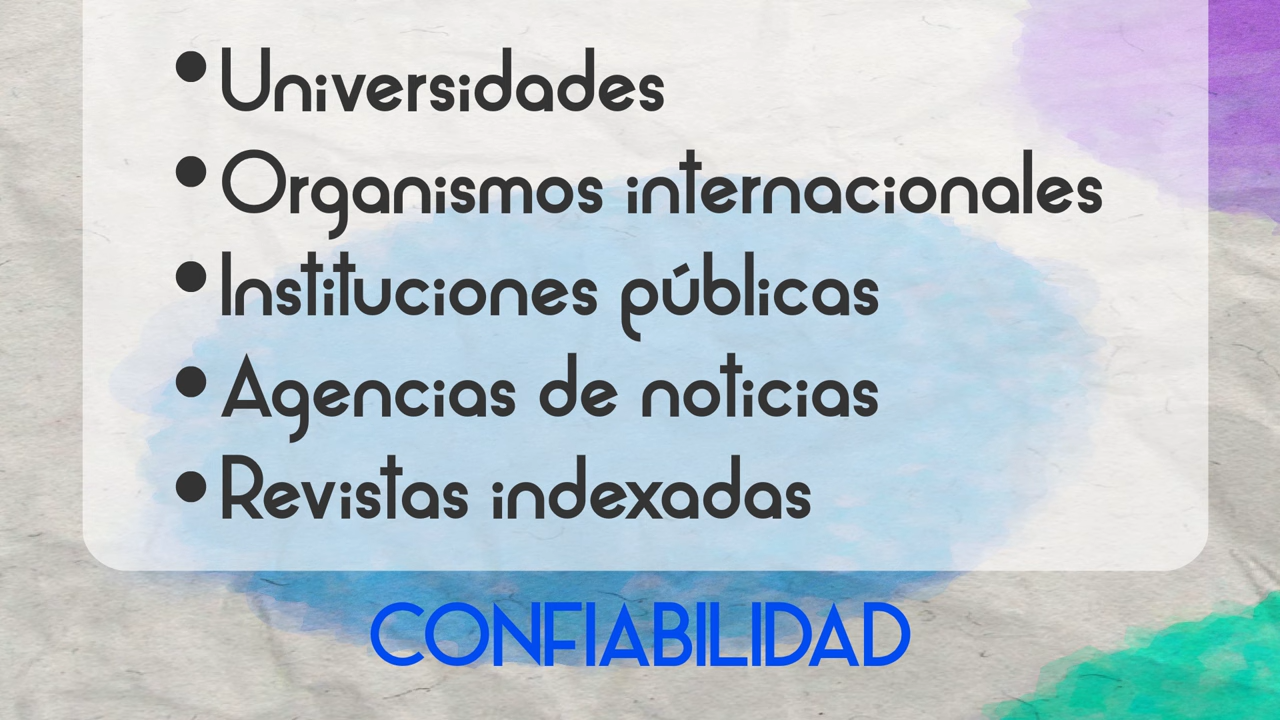 • Universidades
• Organismos internacionales
• Instituciones públicas
• Agencias de noticias
• Revistas indexadas
CONFIABILIDAD